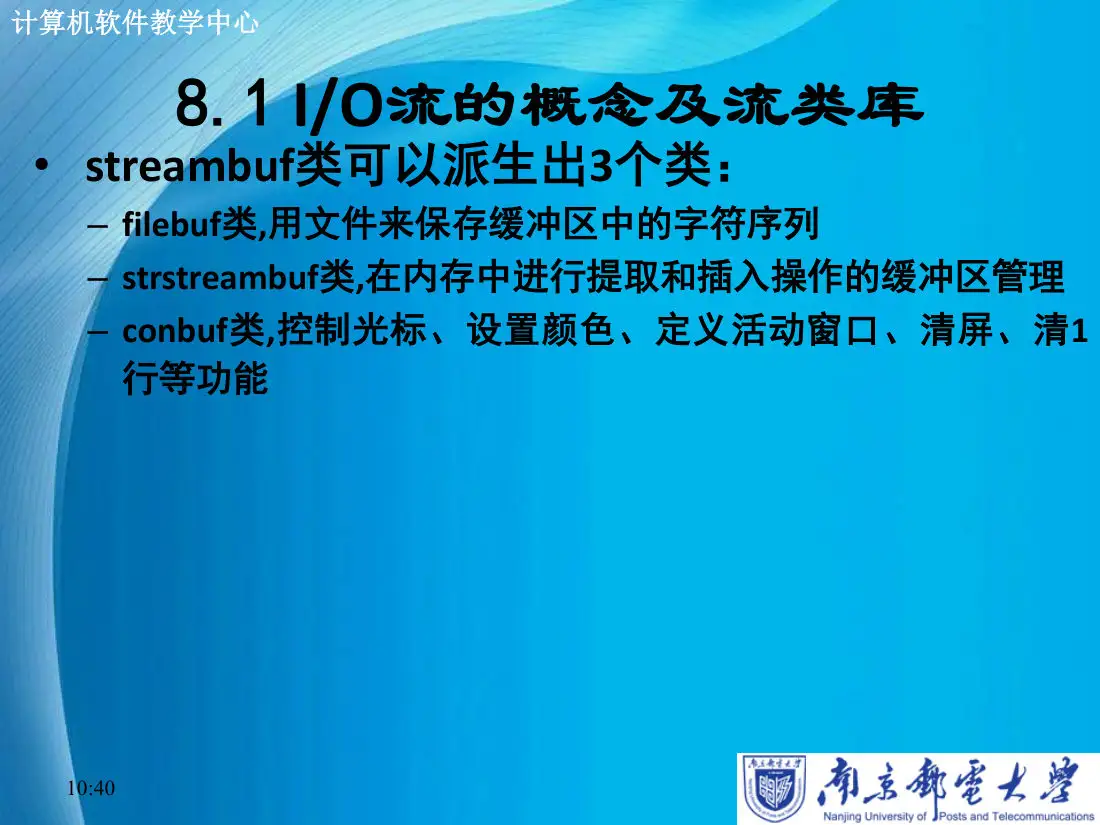 计算机软件教学中心
8.1 I/O流的概念及流类库
• streambuf类可以派生出3个类：
– filebuf类,用文件来保存缓冲区中的字符序列
– strstreambuf类,在内存中进行提取和插入操作的缓冲区管理
– conbuf类,控制光标、设置颜色、定义活动窗口、清屏、清1
行等功能
10:40
南京邮电大学
南京郵電大學
Nanjing University of Posts and Telecommunications